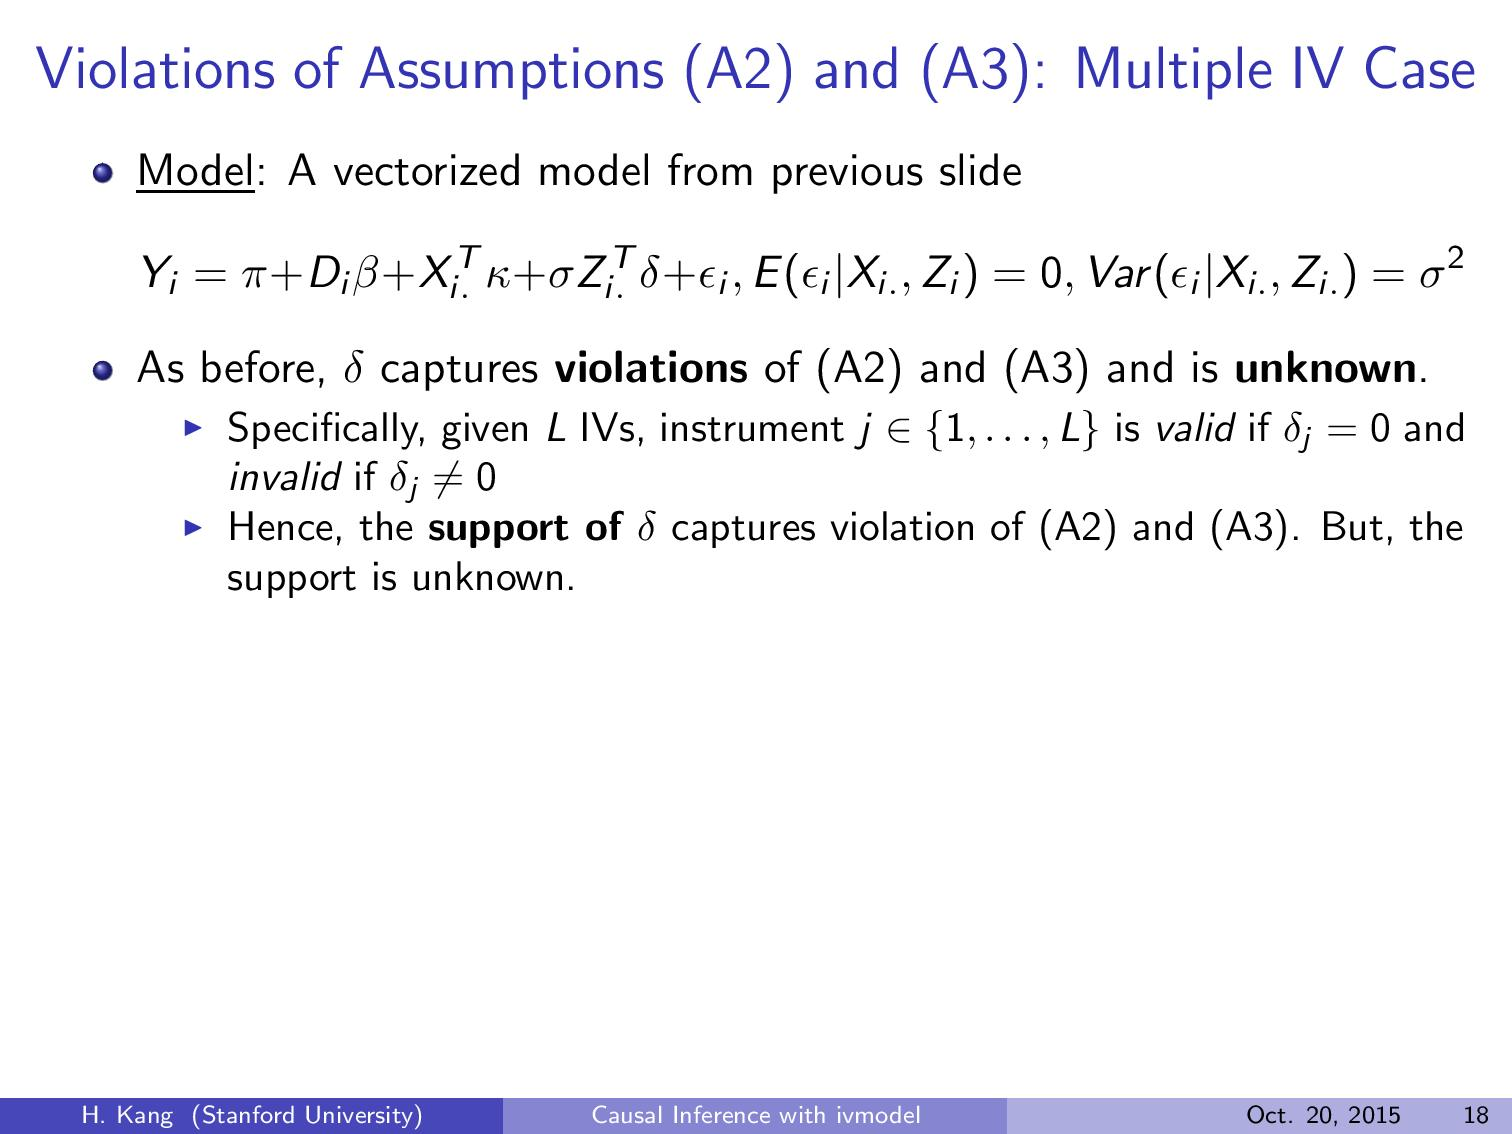 Violations of Assumptions (A2) and (A3): Multiple IV Case
Model: A vectorized model from previous slide
Y_i = π+D_iβ+X_{i.}^T κ+σZ_{i.}^T δ+ϵ_i, E(ϵ_i|X_{i.}, Z_i) = 0, Var(ϵ_i|X_{i.}, Z_{i.}) = σ^2
As before, δ captures violations of (A2) and (A3) and is unknown.
Specifically, given L IVs, instrument j ∈ {1, . . . , L} is valid if δ_j = 0 and
invalid if δ_j ≠ 0
Hence, the support of δ captures violation of (A2) and (A3). But, the
support is unknown.
H. Kang (Stanford University) Causal Inference with ivmodel Oct. 20, 2015 18